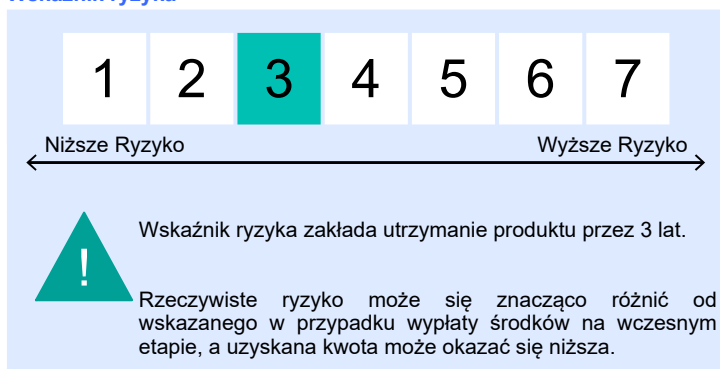 1 2 3 4 5 6 7
Niższe Ryzyko Wyższe Ryzyko
! Wskaźnik ryzyka zakłada utrzymanie produktu przez 3 lat.
Rzeczywiste ryzyko może się znacząco różnić od
wskazanego w przypadku wypłaty środków na wczesnym
etapie, a uzyskana kwota może okazać się niższa.